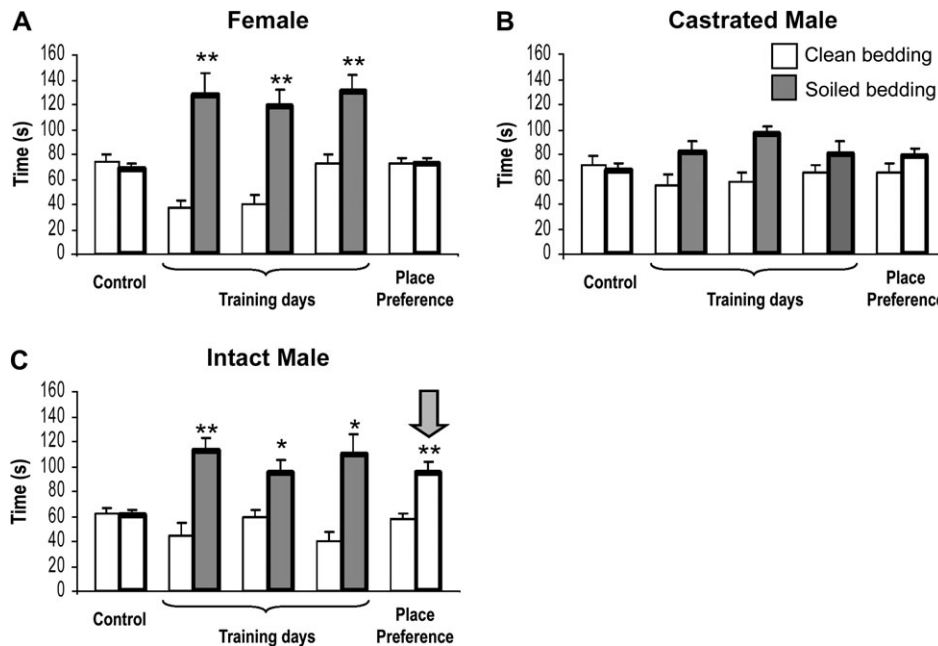 A
Female
160
140
120
100
80
60
40
20
0
Time (s)
**
**
**
Control
Training days
Place
Preference
B
Castrated Male
Clean bedding
Soiled bedding
160
140
120
100
80
60
40
20
0
Time (s)
Control
Training days
Place
Preference
C
Intact Male
160
140
120
100
80
60
40
20
0
Time (s)
**
*
*
**
Control
Training days
Place
Preference